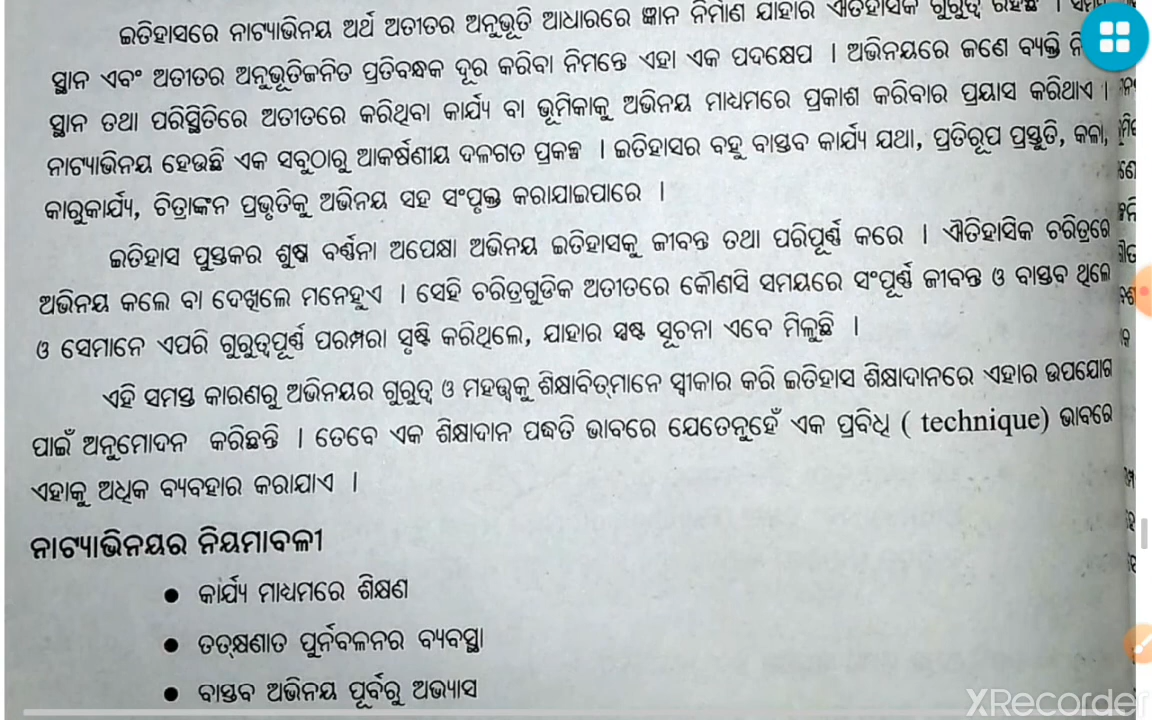 ଇତିହାସରେ ନାଟ୍ୟାଭିନୟ ଅର୍ଥ ଅତୀତର ଅନୁଭୂତି ଆଧାରରେ ଜ୍ଞାନ ନିର୍ମାଣ ଯାହାର ଐତିହାସିକ ଗୁରୁତ୍ୱ ରହିଛି ।
ସ୍ଥାନ ଏବଂ ଅତୀତର ଅନୁଭୂତିଜନିତ ପ୍ରତିବନ୍ଧକ ଦୂର କରିବା ନିମନ୍ତେ ଏହା ଏକ ପଦକ୍ଷେପ । ଅଭିନୟରେ ଜଣେ ବ୍ୟକ୍ତି
ସ୍ଥାନ ତଥା ପରିସ୍ଥିତିରେ ଅତୀତରେ କରିଥିବା କାର୍ଯ୍ୟ ବା ଭୂମିକାକୁ ଅଭିନୟ ମାଧ୍ୟମରେ ପ୍ରକାଶ କରିବାର ପ୍ରୟାସ କରିଥାଏ ।
ନାଟ୍ୟାଭିନୟ ହେଉଛି ଏକ ସବୁଠାରୁ ଆକର୍ଷଣୀୟ ଦଳଗତ ପ୍ରକଳ୍ପ । ଇତିହାସର ବହୁ ବାସ୍ତବ କାର୍ଯ୍ୟ ଯଥା, ପ୍ରତିରୂପ ପ୍ରସ୍ତୁତି, କଳା,
କାରୁକାର୍ଯ୍ୟ, ଚିତ୍ରାଙ୍କନ ପ୍ରଭୃତିକୁ ଅଭିନୟ ସହ ସଂପୃକ୍ତ କରାଯାଇପାରେ ।
ଇତିହାସ ପୁସ୍ତକର ଶୁଷ୍କ ବର୍ଣ୍ଣନା ଅପେକ୍ଷା ଅଭିନୟ ଇତିହାସକୁ ଜୀବନ୍ତ ତଥା ପରିପୂର୍ଣ୍ଣ କରେ । ଐତିହାସିକ ଚରିତ୍ରରେ
ଅଭିନୟ କଲେ ବା ଦେଖିଲେ ମନେହୁଏ । ସେହି ଚରିତ୍ରଗୁଡିକ ଅତୀତରେ କୌଣସି ସମୟରେ ସଂପୂର୍ଣ୍ଣ ଜୀବନ୍ତ ଓ ବାସ୍ତବ ଥିଲେ
ଓ ସେମାନେ ଏପରି ଗୁରୁତ୍ୱପୂର୍ଣ୍ଣ ପରମ୍ପରା ସୃଷ୍ଟି କରିଥିଲେ, ଯାହାର ସ୍ପଷ୍ଟ ସୂଚନା ଏବେ ମିଳୁଛି ।
ଏହି ସମସ୍ତ କାରଣରୁ ଅଭିନୟର ଗୁରୁତ୍ୱ ଓ ମହତ୍ତ୍ୱକୁ ଶିକ୍ଷାବିତ୍‌ମାନେ ସ୍ୱୀକାର କରି ଇତିହାସ ଶିକ୍ଷାଦାନରେ ଏହାର ଉପଯୋଗ
ପାଇଁ ଅନୁମୋଦନ କରିଛନ୍ତି । ତେବେ ଏକ ଶିକ୍ଷାଦାନ ପଦ୍ଧତି ଭାବରେ ଯେତେନୁହେଁ ଏକ ପ୍ରବିଧି ( technique) ଭାବରେ
ଏହାକୁ ଅଧିକ ବ୍ୟବହାର କରାଯାଏ ।
ନାଟ୍ୟାଭିନୟର ନିୟମାବଳୀ
● କାର୍ଯ୍ୟ ମାଧ୍ୟମରେ ଶିକ୍ଷଣ
● ତତ୍‌କ୍ଷଣାତ ପୁର୍ନବଳନର ବ୍ୟବସ୍ଥା
● ବାସ୍ତବ ଅଭିନୟ ପୂର୍ବରୁ ଅଭ୍ୟାସ
XRecorder